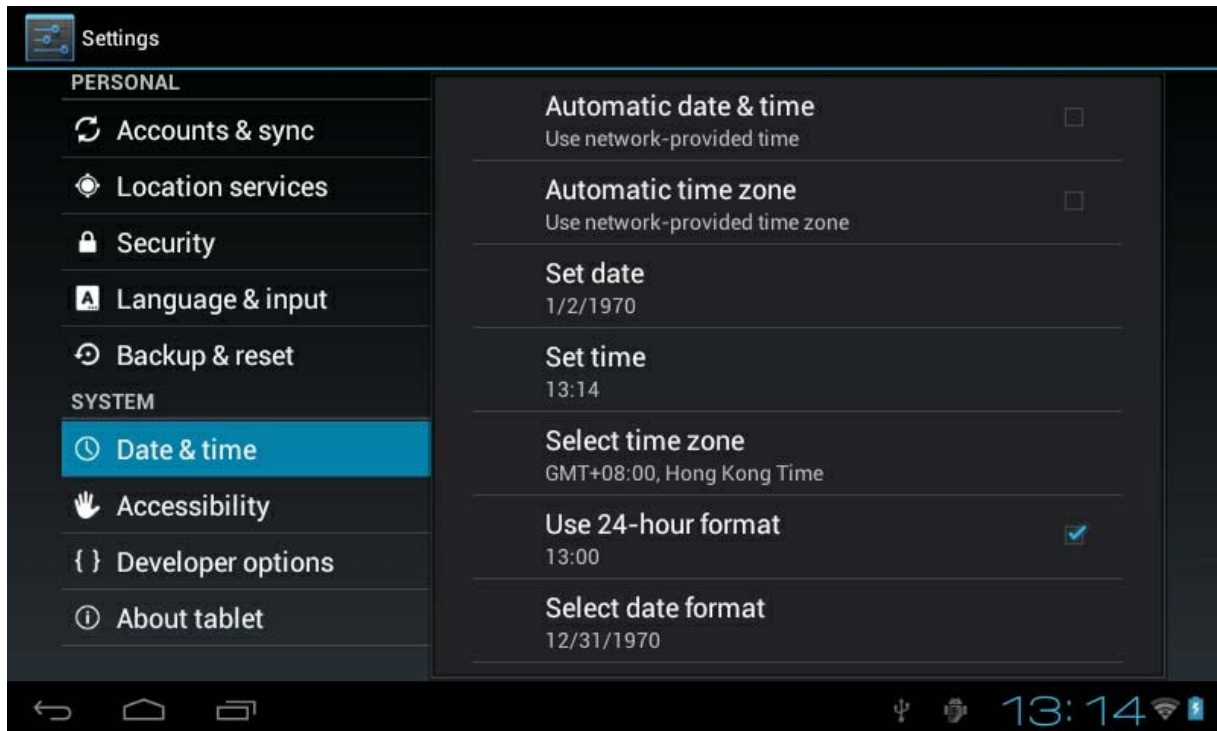 Settings
PERSONAL
Accounts & sync
Location services
Security
Language & input
Backup & reset
SYSTEM
Date & time
Accessibility
{ } Developer options
About tablet
Automatic date & time
Use network-provided time
Automatic time zone
Use network-provided time zone
Set date
1/2/1970
Set time
13:14
Select time zone
GMT+08:00, Hong Kong Time
Use 24-hour format
13:00
Select date format
12/31/1970
13:14